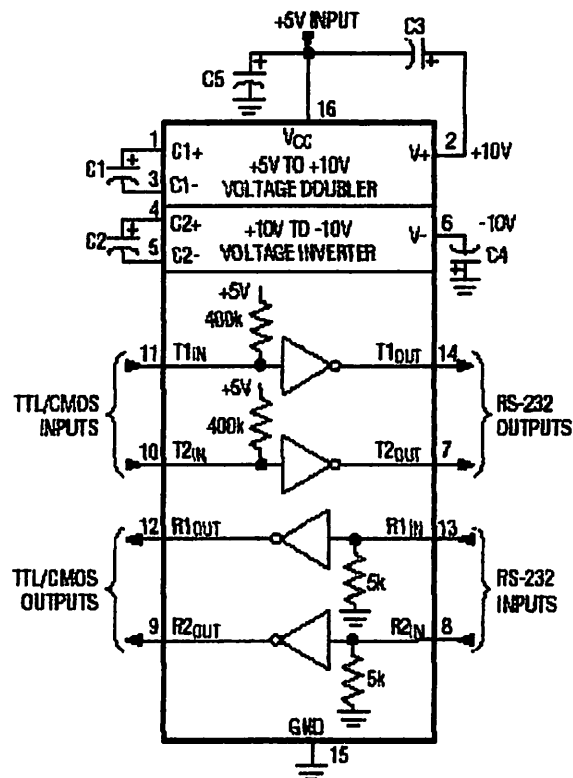 +5V INPUT
C3
+
C5
+
16
VCC
1
C1+
+5V TO +10V
V+
2
+10V
C1
+
3
C1-
VOLTAGE DOUBLER
4
C2+
+10V TO -10V
V-
6
-10V
C2
+
5
C2-
VOLTAGE INVERTER
+
C4
+5V
400k
11
T1IN
T1OUT
14
TTL/CMOS
INPUTS
+5V
400k
RS-232
OUTPUTS
10
T2IN
T2OUT
7
12
R1OUT
R1IN
13
TTL/CMOS
OUTPUTS
5k
RS-232
INPUTS
9
R2OUT
R2IN
8
5k
GND
15